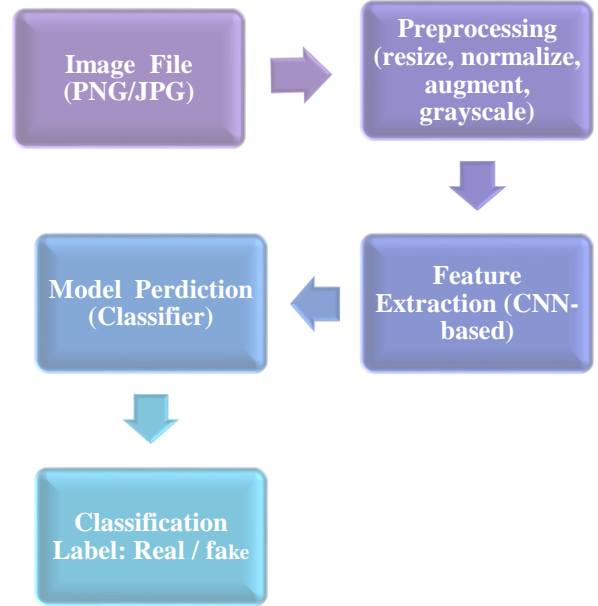 Image File
(PNG/JPG)
Preprocessing
(resize, normalize,
augment,
grayscale)
Feature
Extraction (CNN-
based)
Model Perdiction
(Classifier)
Classification
Label: Real / fake